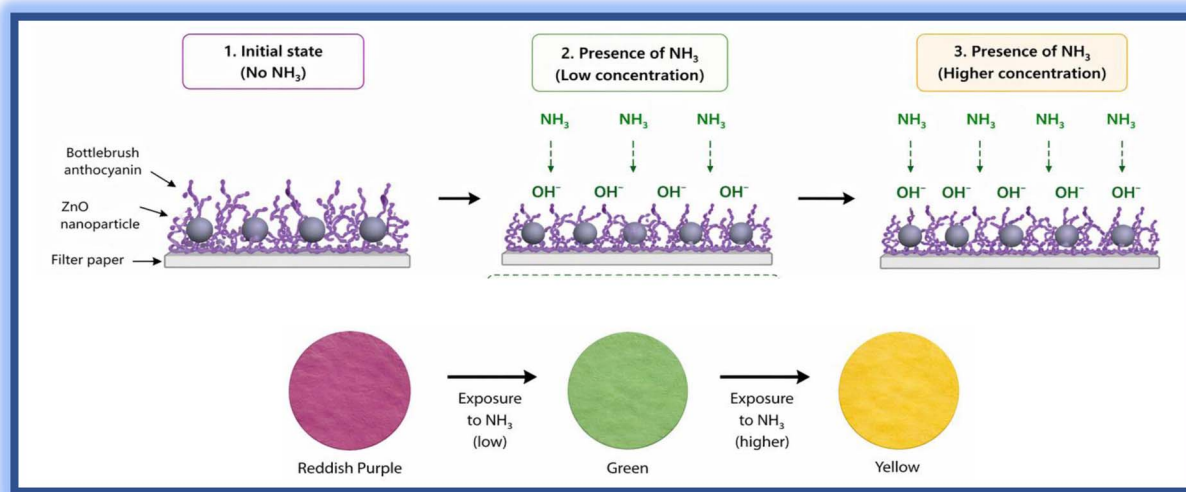 1. Initial state
(No NH₃)
2. Presence of NH₃
(Low concentration)
3. Presence of NH₃
(Higher concentration)
NH₃ NH₃ NH₃
NH₃ NH₃ NH₃ NH₃
Bottlebrush
anthocyanin
OH⁻ OH⁻ OH⁻ OH⁻
OH⁻ OH⁻ OH⁻ OH⁻ OH⁻
ZnO
nanoparticle
Filter paper
Exposure
to NH₃
(low)
Exposure
to NH₃
(higher)
Reddish Purple
Green
Yellow